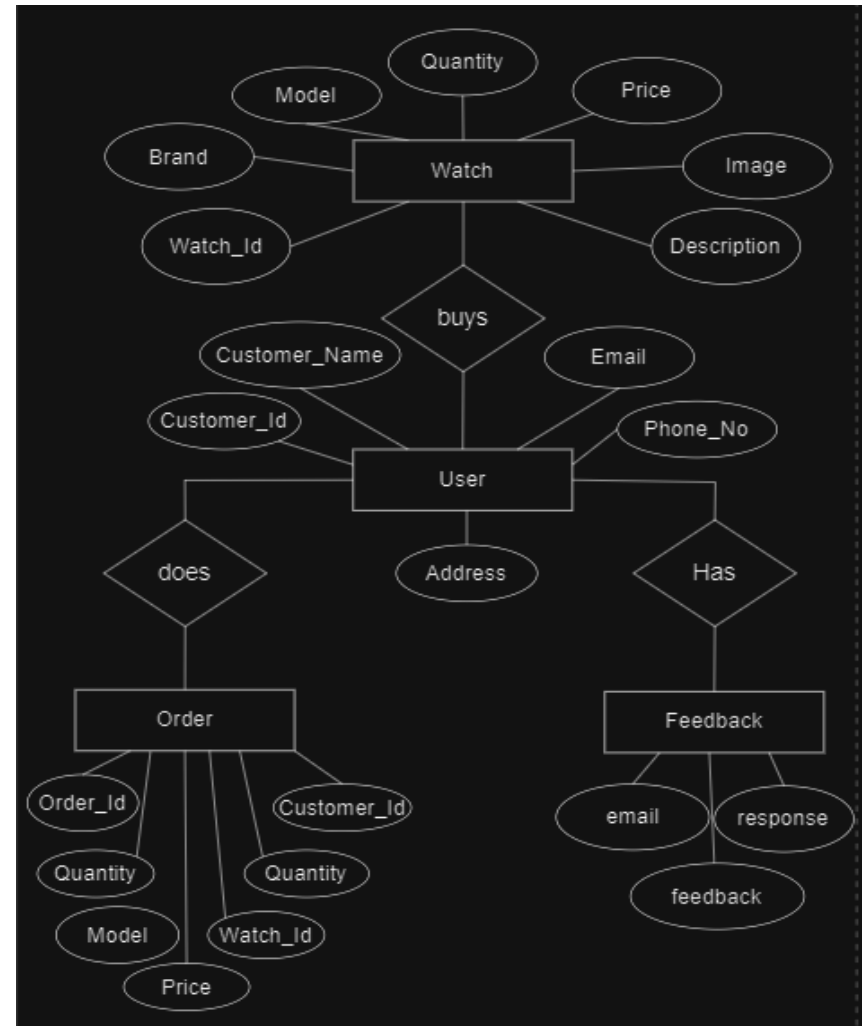 Quantity
Model
Price
Brand
Watch
Image
Watch_Id
Description
buys
Customer_Name
Email
Customer_Id
Phone_No
User
does
Address
Has
Order
Feedback
Order_Id
Customer_Id
email
response
Quantity
Quantity
feedback
Model
Watch_Id
Price